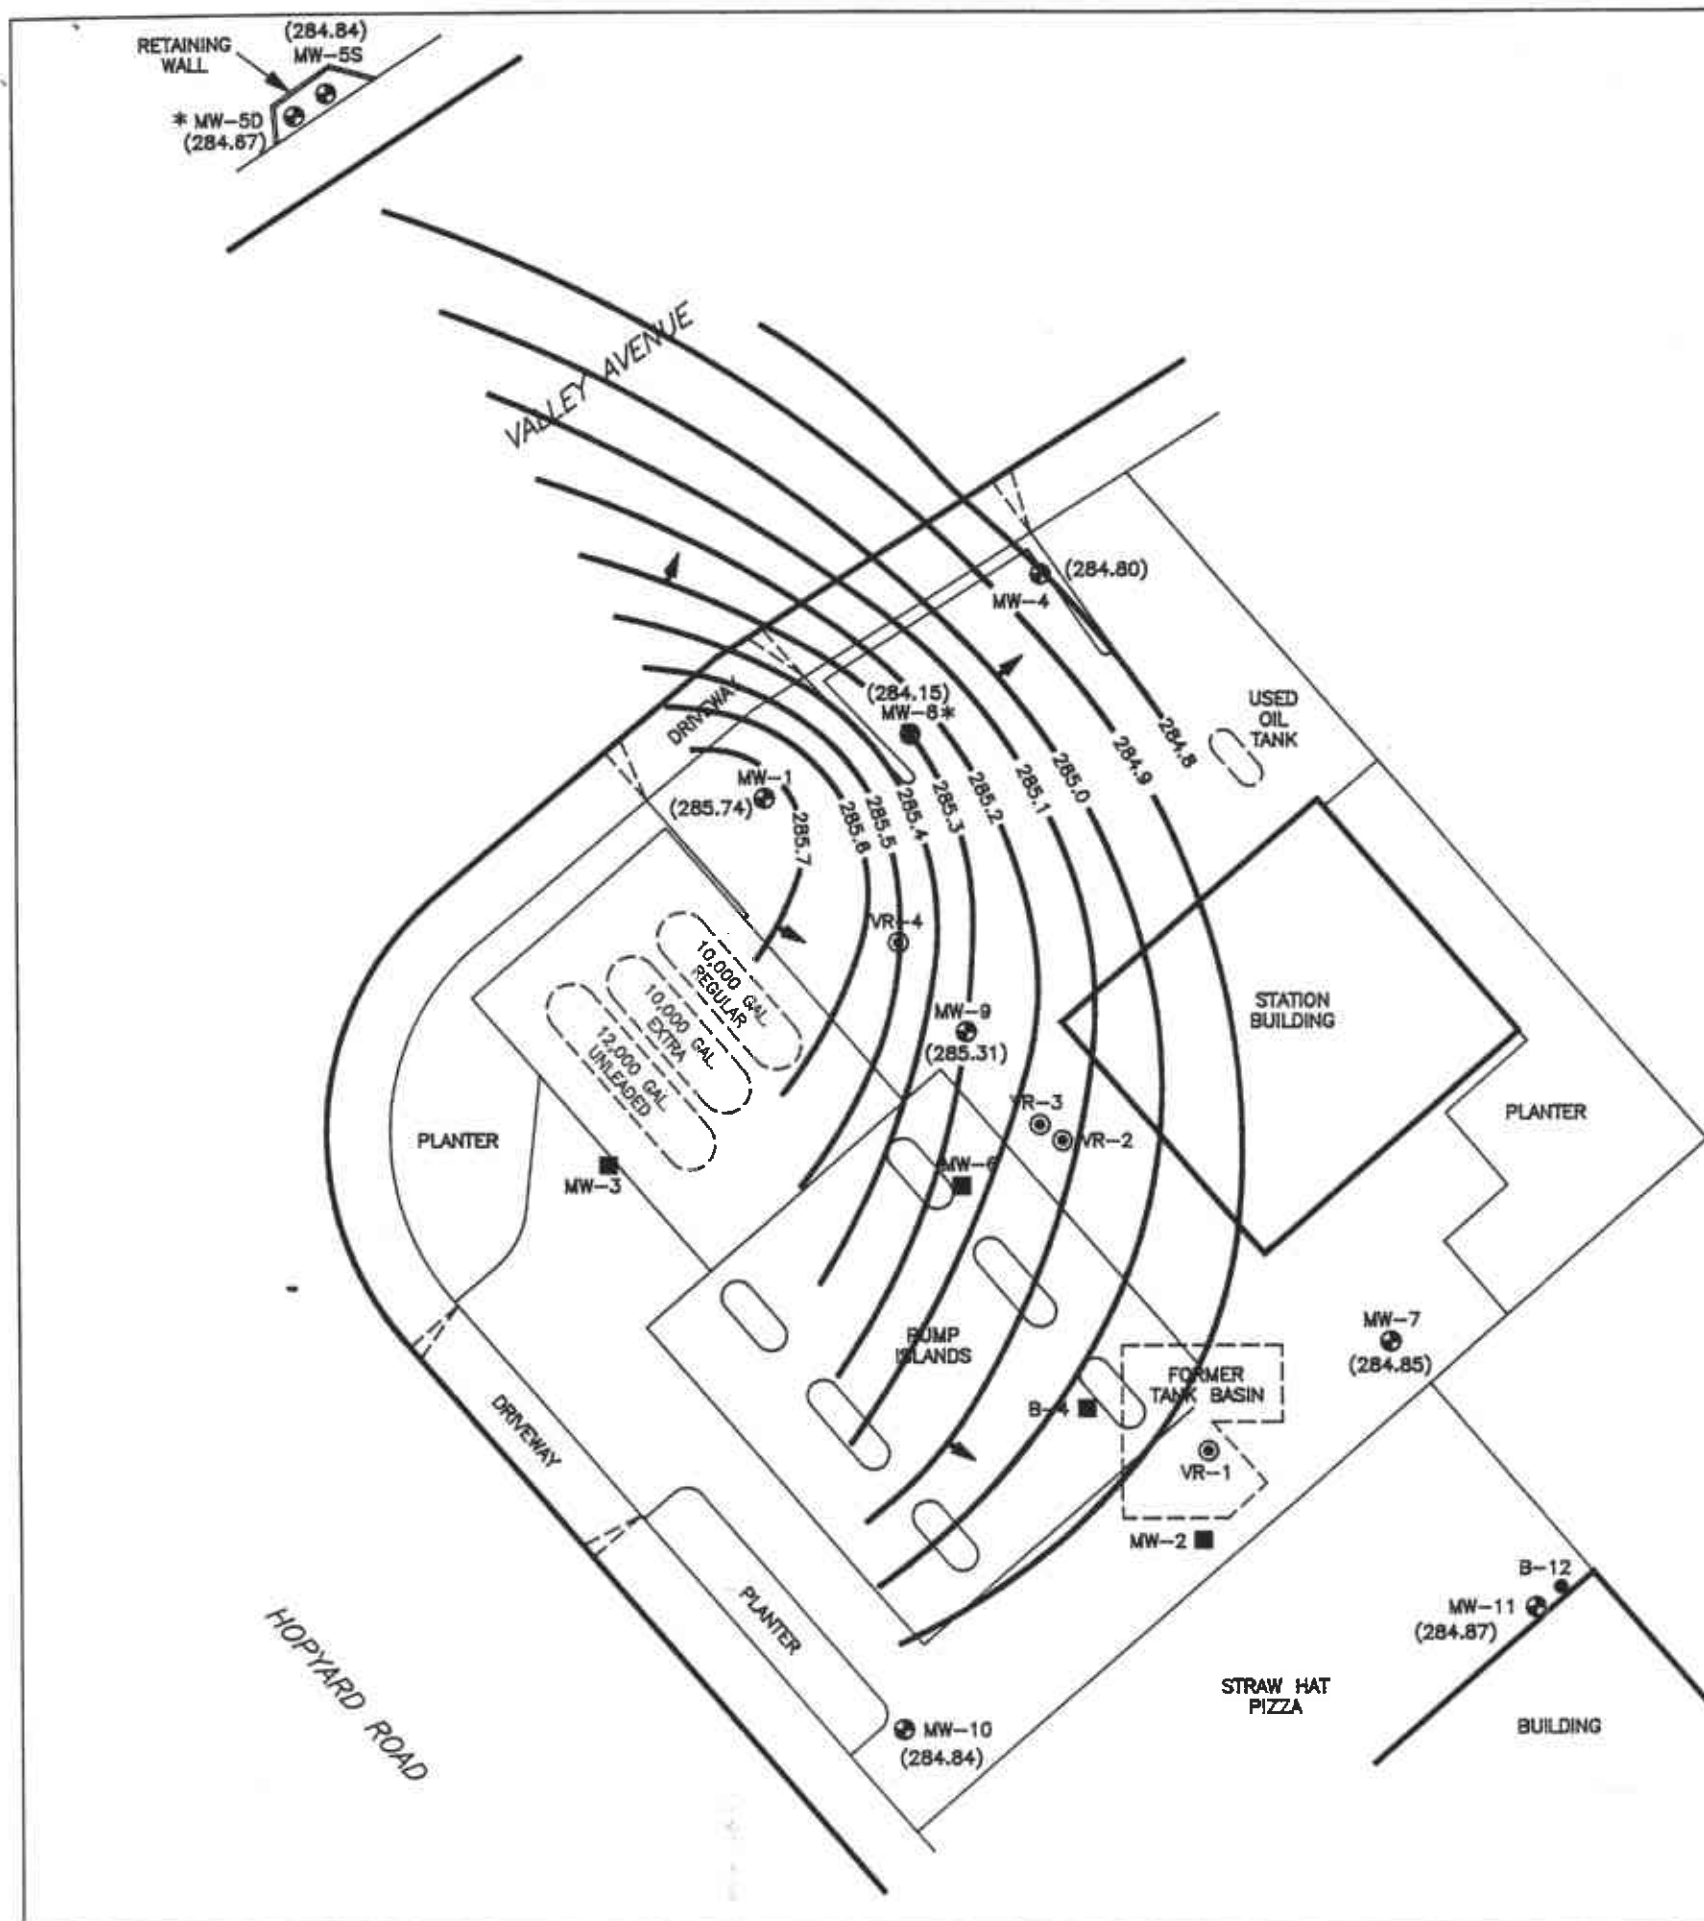 (284.84)
MW-5S
RETAINING
WALL
* MW-5D
(284.87)
VALLEY AVENUE
(284.80)
MW-4
(284.15)
MW-8*
USED
OIL
TANK
DRIVEWAY
MW-1
(285.74)
285.7
285.6
285.5
285.4
285.3
285.2
285.1
285.0
284.9
284.8
VR-4
10,000 GAL.
REGULAR
10,000 GAL.
EXTRA
12,000 GAL.
UNLEADED
MW-9
(285.31)
STATION
BUILDING
VR-3
VR-2
PLANTER
PLANTER
MW-3
MW-6
PUMP
ISLANDS
MW-7
(284.85)
FORMER
TANK BASIN
B-4
DRIVEWAY
VR-1
MW-2
PLANTER
B-12
MW-11
(284.87)
HOPYARD ROAD
STRAW HAT
PIZZA
BUILDING
MW-10
(284.84)